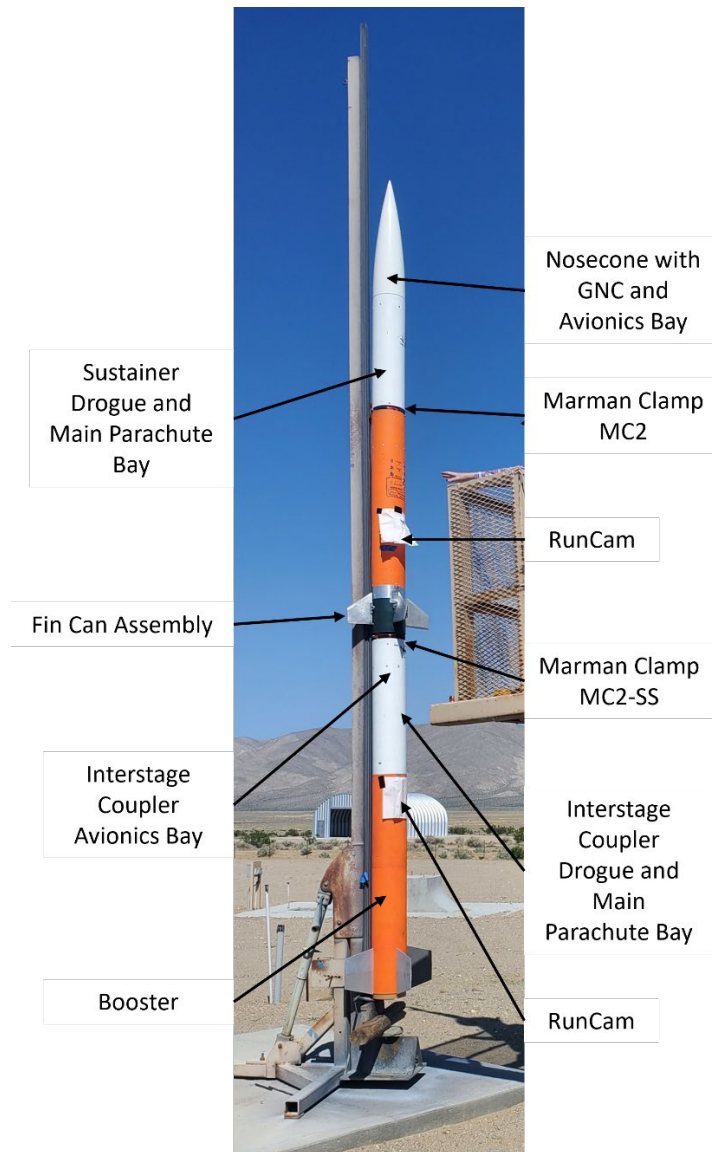 Nosecone with
GNC and
Avionics Bay
Sustainer
Drogue and
Main Parachute
Bay
Marman Clamp
MC2
RunCam
Fin Can Assembly
Marman Clamp
MC2-SS
Interstage
Coupler
Avionics Bay
Interstage
Coupler
Drogue and
Main
Parachute Bay
Booster
RunCam